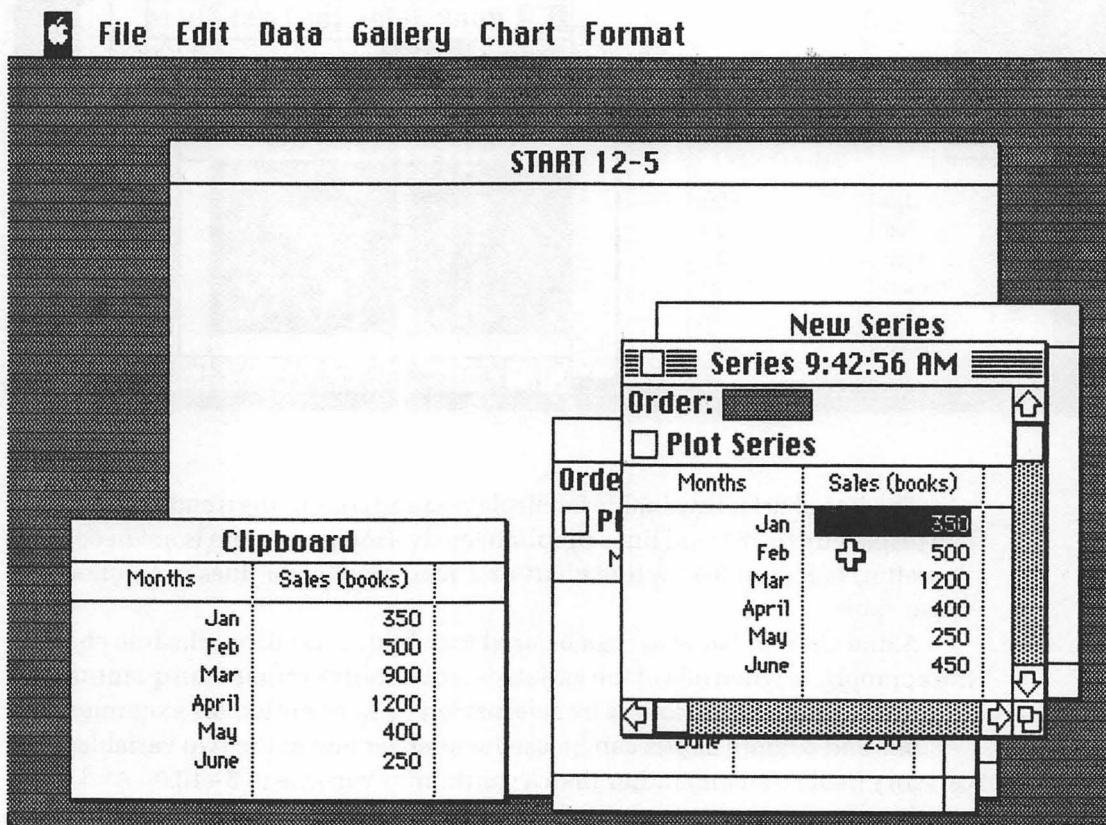 File Edit Data Gallery Chart Format
START 12-5
New Series
Series 9:42:56 AM
Order:
Plot Series
Months Sales (books)
Jan 350
Feb 500
Mar 1200
April 400
May 250
June 450
Orde
Clipboard
Months Sales (books)
Jan 350
Feb 500
Mar 900
April 1200
May 400
June 250